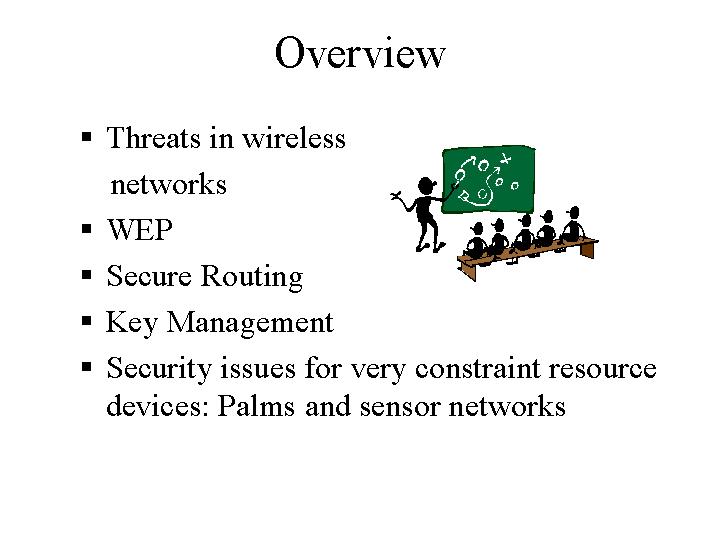 Overview
▪ Threats in wireless
networks
▪ WEP
▪ Secure Routing
▪ Key Management
▪ Security issues for very constraint resource
devices: Palms and sensor networks